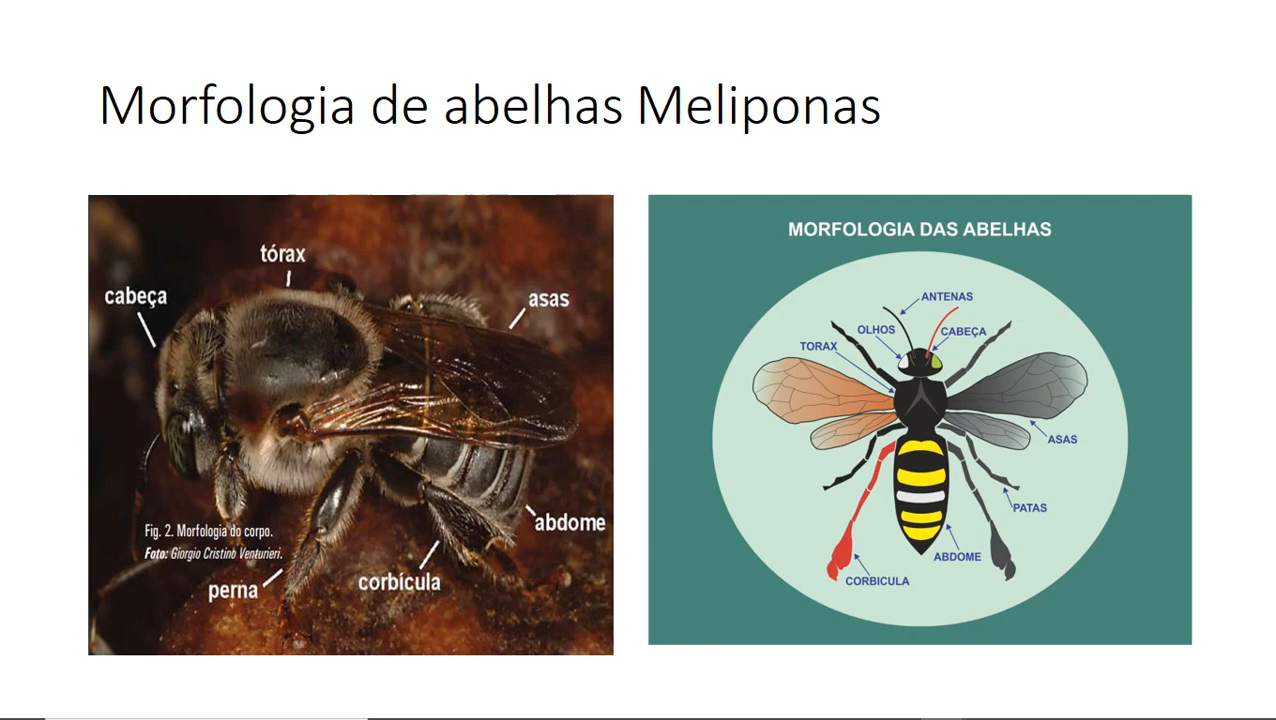 Morfologia de abelhas Meliponas
tórax
cabeça
asas
Fig. 2. Morfologia do corpo.
Foto: Giorgio Cristino Venturieri.
abdome
perna
corbícula
MORFOLOGIA DAS ABELHAS
ANTENAS
OLHOS
CABEÇA
TORAX
ASAS
PATAS
ABDOME
CORBICULA